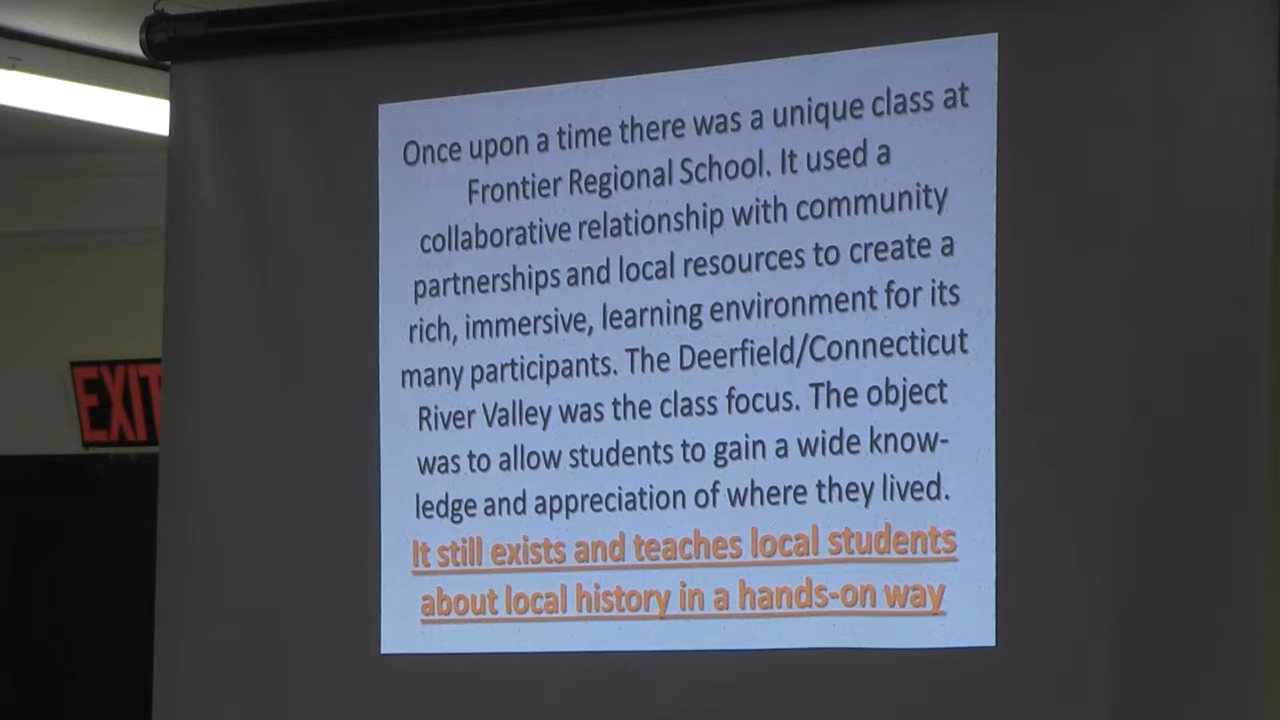 Once upon a time there was a unique class at
Frontier Regional School. It used a
collaborative relationship with community
partnerships and local resources to create a
rich, immersive, learning environment for its
many participants. The Deerfield/Connecticut
River Valley was the class focus. The object
was to allow students to gain a wide know-
ledge and appreciation of where they lived.
It still exists and teaches local students
about local history in a hands-on way
EXIT